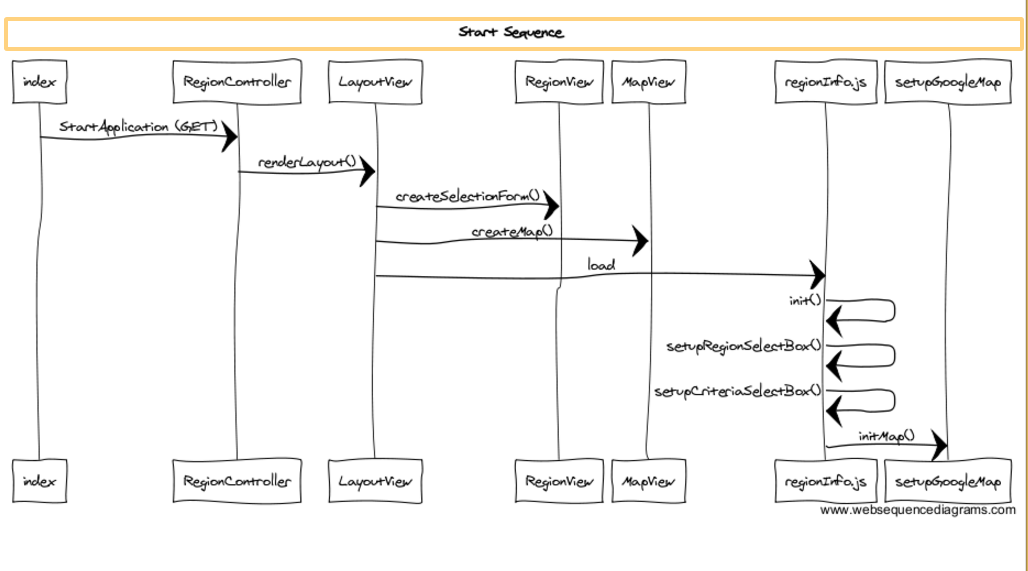 Start Sequence
index RegionController LayoutView RegionView MapView regionInfo.js setupGoogleMap
StartApplication (GET)
renderLayout()
createSelectionForm()
createMap()
load
init()
setupRegionSelectBox()
setupCriteriaSelectBox()
initMap()
index RegionController LayoutView RegionView MapView regionInfo.js setupGoogleMap
www.websequencediagrams.com